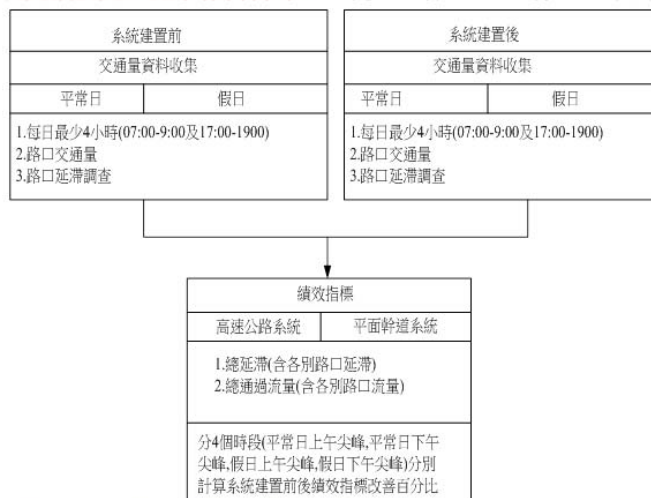 系統建置前
交通量資料收集
平常日
假日
1.每日最少4小時(07:00-9:00及17:00-1900)
2.路口交通量
3.路口延滯調查
系統建置後
交通量資料收集
平常日
假日
1.每日最少4小時(07:00-9:00及17:00-1900)
2.路口交通量
3.路口延滯調查
績效指標
高速公路系統
平面幹道系統
1.總延滯(含各別路口延滯)
2.總通過流量(含各別路口流量)
分4個時段(平常日上午尖峰,平常日下午
尖峰,假日上午尖峰,假日下午尖峰)分別
計算系統建置前後績效指標改善百分比